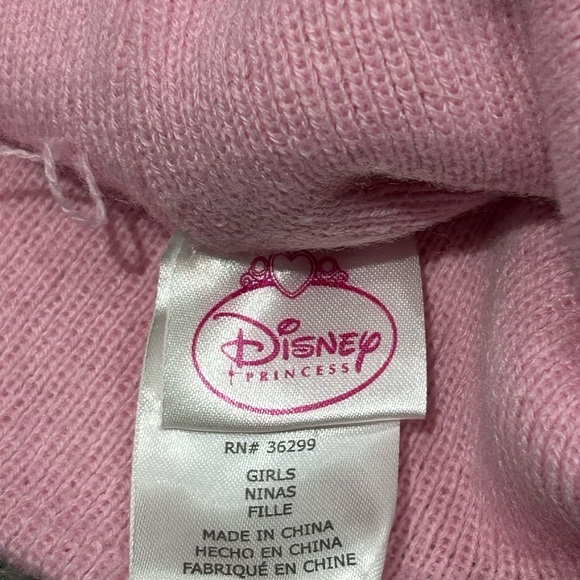 Disney
PRINCESS
RN# 36299
GIRLS
NINAS
FILLE
MADE IN CHINA
HECHO EN CHINA
FABRIQUÉ EN CHINE